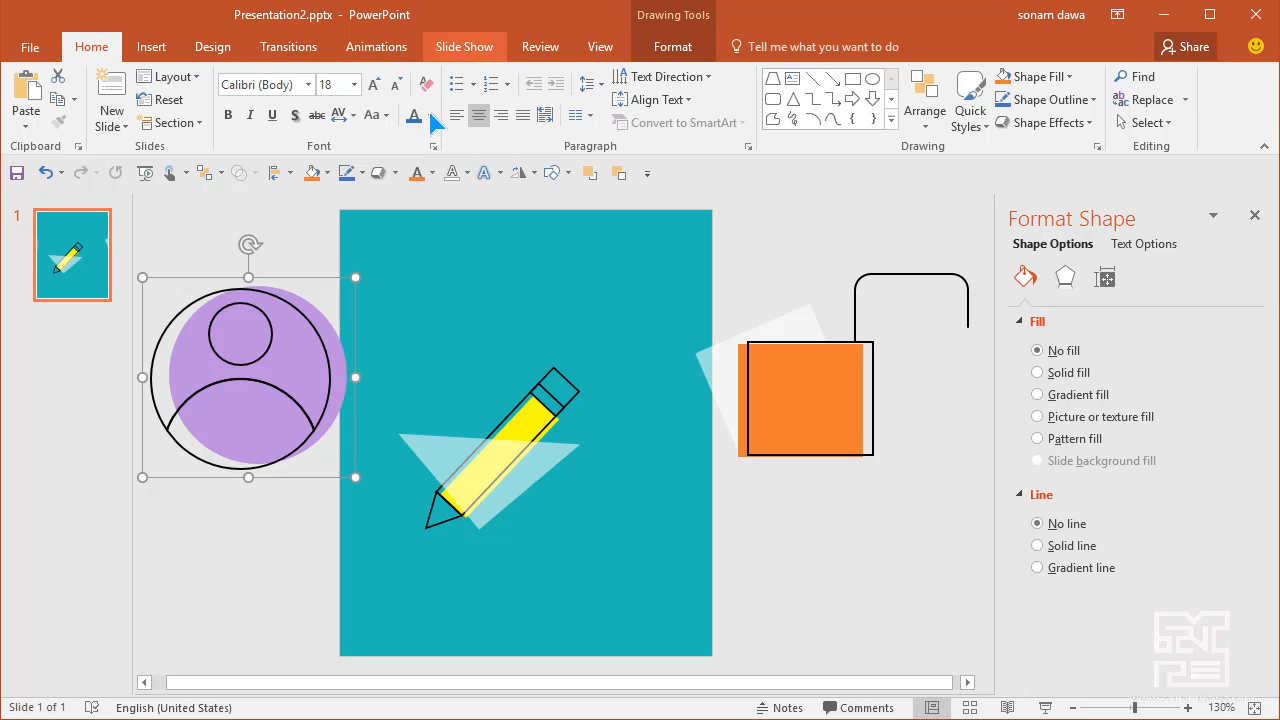 Presentation2.pptx - PowerPoint
Drawing Tools
sonam dawa
File
Home
Insert
Design
Transitions
Animations
Slide Show
Review
View
Format
Tell me what you want to do
Share
Paste
Clipboard
New
Slide
Layout
Reset
Section
Slides
Calibri (Body)
18
B
I
U
S
abc
AV
Aa
A
Font
Text Direction
Align Text
Convert to SmartArt
Paragraph
Arrange
Quick
Styles
Shape Fill
Shape Outline
Shape Effects
Drawing
Find
Replace
Select
Editing
1
Format Shape
Shape Options
Text Options
Fill
No fill
Solid fill
Gradient fill
Picture or texture fill
Pattern fill
Slide background fill
Line
No line
Solid line
Gradient line
Slide 1 of 1
English (United States)
Notes
Comments
130%